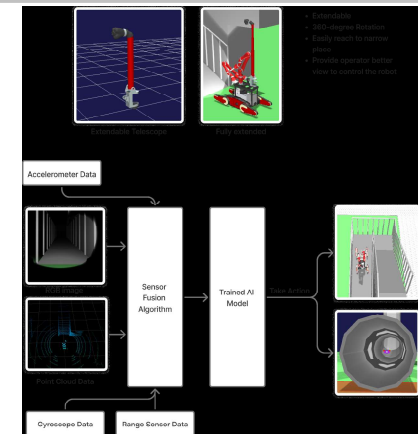 • Extendable
• 360-degree Rotation
• Easily reach to narrow
place
• Provide operator better
view to control the robot
Extandable Telescope
Fully extended
Accelerometer Data
RGB Image
Sensor
Fusion
Algorithm
Trained AI
Model
Take Action
Point Cloud Data
Gyroscope Data
Range Sensor Data